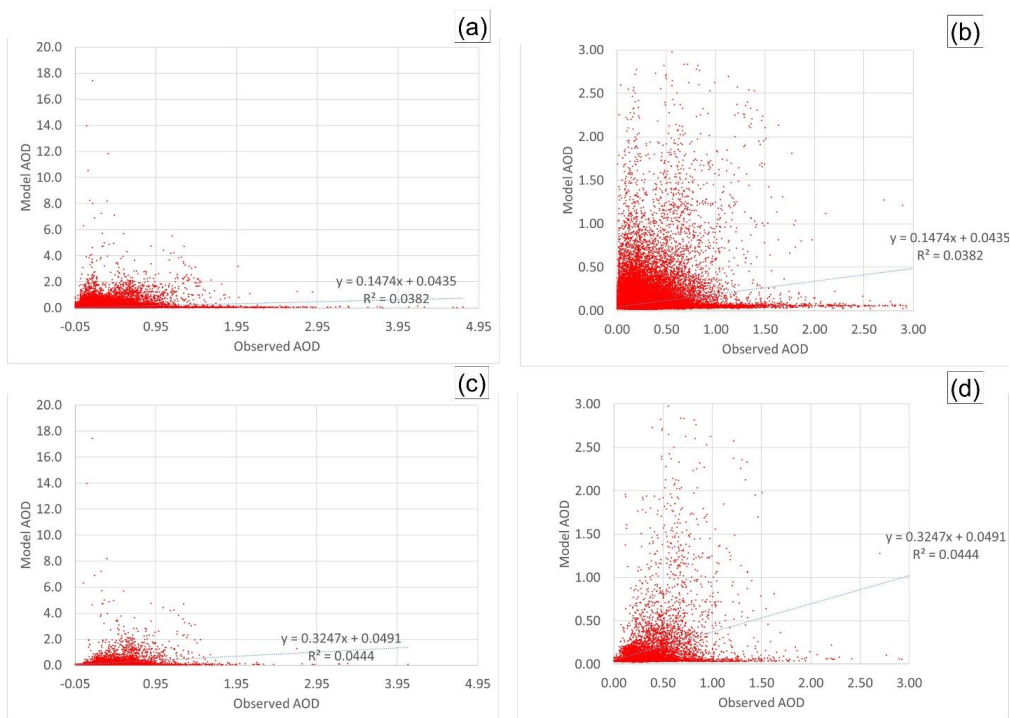 (a)
20.0
18.0
16.0
14.0
12.0
10.0
8.0
6.0
4.0
2.0
0.0
Model AOD
y = 0.1474x + 0.0435
R² = 0.0382
-0.05 0.95 1.95 2.95 3.95 4.95
Observed AOD
(b)
3.00
2.50
2.00
1.50
1.00
0.50
0.00
Model AOD
y = 0.1474x + 0.0435
R² = 0.0382
0.00 0.50 1.00 1.50 2.00 2.50 3.00
Observed AOD
(c)
20.0
18.0
16.0
14.0
12.0
10.0
8.0
6.0
4.0
2.0
0.0
Model AOD
y = 0.3247x + 0.0491
R² = 0.0444
-0.05 0.95 1.95 2.95 3.95 4.95
Observed AOD
(d)
3.00
2.50
2.00
1.50
1.00
0.50
0.00
Model AOD
y = 0.3247x + 0.0491
R² = 0.0444
0.00 0.50 1.00 1.50 2.00 2.50 3.00
Observed AOD